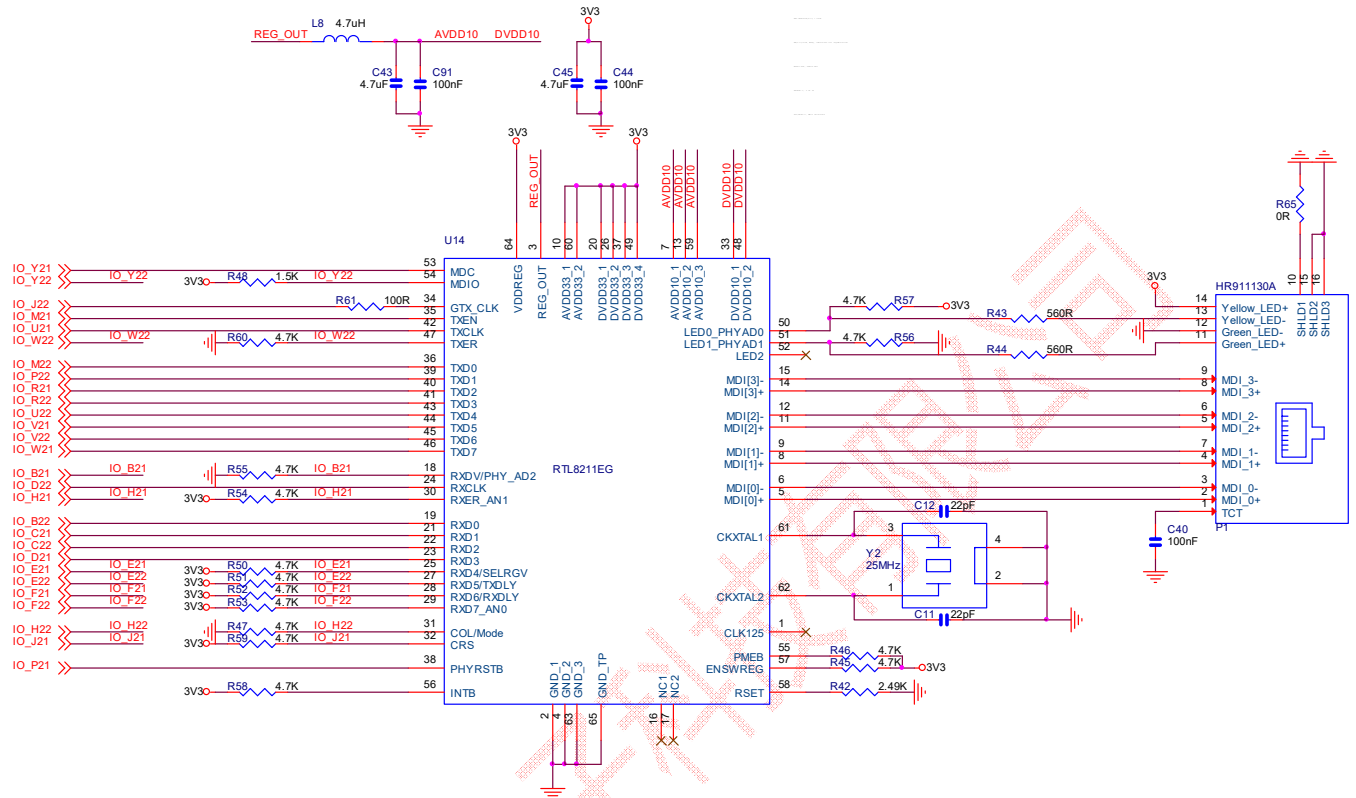 3V3
L8 4.7uH
REG_OUT AVDD10 DVDD10
C43 C91 C45 C44
4.7uF 100nF 4.7uF 100nF
3V3 3V3
REG_OUT
AVDD10
AVDD10
AVDD10
DVDD10
DVDD10
64 3 10 60 20 26 37 49 7 13 59 33 48
U14
VDDREG
REG_OUT
AVDD33_1
AVDD33_2
DVDD33_1
DVDD33_2
DVDD33_3
DVDD33_4
AVDD10_1
AVDD10_2
AVDD10_3
DVDD10_1
DVDD10_2
RTL8211EG
IO_Y21 53 MDC
IO_Y22 IO_Y22 3V3 R48 1.5K IO_Y22 54 MDIO
IO_J22 R61 100R 34 GTX_CLK
IO_M21 35 TXEN
IO_U21 42 TXCLK
IO_W22 IO_W22 R60 4.7K IO_W22 47 TXER
IO_M22 36 TXD0
IO_P22 39 TXD1
IO_R21 40 TXD2
IO_R22 41 TXD3
IO_U22 43 TXD4
IO_V21 44 TXD5
IO_V22 45 TXD6
IO_W21 46 TXD7
IO_B21 IO_B21 R55 4.7K IO_B21 18 RXDV/PHY_AD2
IO_D22 24 RXCLK
IO_H21 IO_H21 3V3 R54 4.7K IO_H21 30 RXER_AN1
IO_B22 19 RXD0
IO_C21 21 RXD1
IO_C22 22 RXD2
IO_D21 23 RXD3
IO_E21 IO_E21 3V3 R50 4.7K IO_E21 25 RXD4/SELRGV
IO_E22 IO_E22 3V3 R51 4.7K IO_E22 27 RXD5/TXDLY
IO_F21 IO_F21 3V3 R52 4.7K IO_F21 28 RXD6/RXDLY
IO_F22 IO_F22 3V3 R53 4.7K IO_F22 29 RXD7_AN0
IO_H22 IO_H22 R47 4.7K IO_H22 31 COL/Mode
IO_J21 IO_J21 3V3 R59 4.7K IO_J21 32 CRS
IO_P21 38 PHYRSTB
3V3 R58 4.7K 56 INTB
GND_1
GND_2
GND_3
GND_TP
NC1
NC2
2 4 63 65 16 17
LED0_PHYAD0 50 4.7K R57 3V3
LED1_PHYAD1 51 4.7K R56
LED2 52
R43 560R
R44 560R
MDI[3]- 15
MDI[3]+ 14
MDI[2]- 12
MDI[2]+ 11
MDI[1]- 9
MDI[1]+ 8
MDI[0]- 6
MDI[0]+ 5
CKXTAL1 61
CKXTAL2 62
C12 22pF
3 4
Y2
25MHz
1 2
C11 22pF
CLK125 1
PMEB 55 R46 4.7K
ENSWREG 57 R45 4.7K 3V3
RSET 58 R42 2.49K
R65
0R
10 15 16
3V3
HR911130A
SHLD1
SHLD2
SHLD3
14 Yellow_LED+
13 Yellow_LED-
12 Green_LED-
11 Green_LED+
9 MDI_3-
8 MDI_3+
6 MDI_2-
5 MDI_2+
7 MDI_1-
4 MDI_1+
3 MDI_0-
2 MDI_0+
1 TCT
P1
C40
100nF